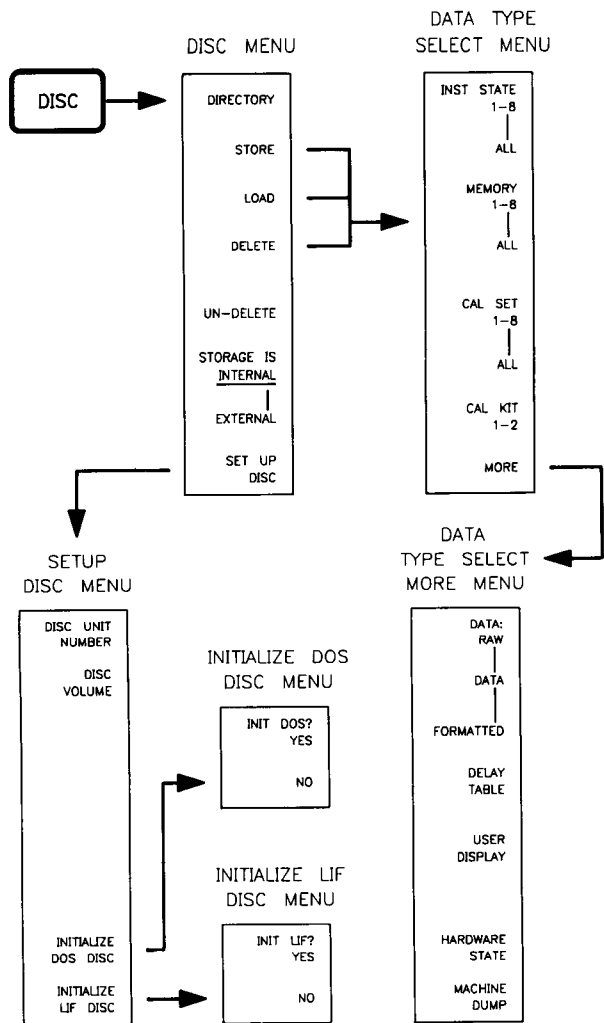 DISC
DISC MENU
DIRECTORY
STORE
LOAD
DELETE
UN-DELETE
STORAGE IS
INTERNAL
EXTERNAL
SET UP
DISC
DATA TYPE
SELECT MENU
INST STATE
1-8
ALL
MEMORY
1-8
ALL
CAL SET
1-8
ALL
CAL KIT
1-2
MORE
SETUP
DISC MENU
DISC UNIT
NUMBER
DISC
VOLUME
INITIALIZE
DOS DISC
INITIALIZE
LIF DISC
INITIALIZE DOS
DISC MENU
INIT DOS?
YES
NO
INITIALIZE LIF
DISC MENU
INIT LIF?
YES
NO
DATA
TYPE SELECT
MORE MENU
DATA:
RAW
DATA
FORMATTED
DELAY
TABLE
USER
DISPLAY
HARDWARE
STATE
MACHINE
DUMP